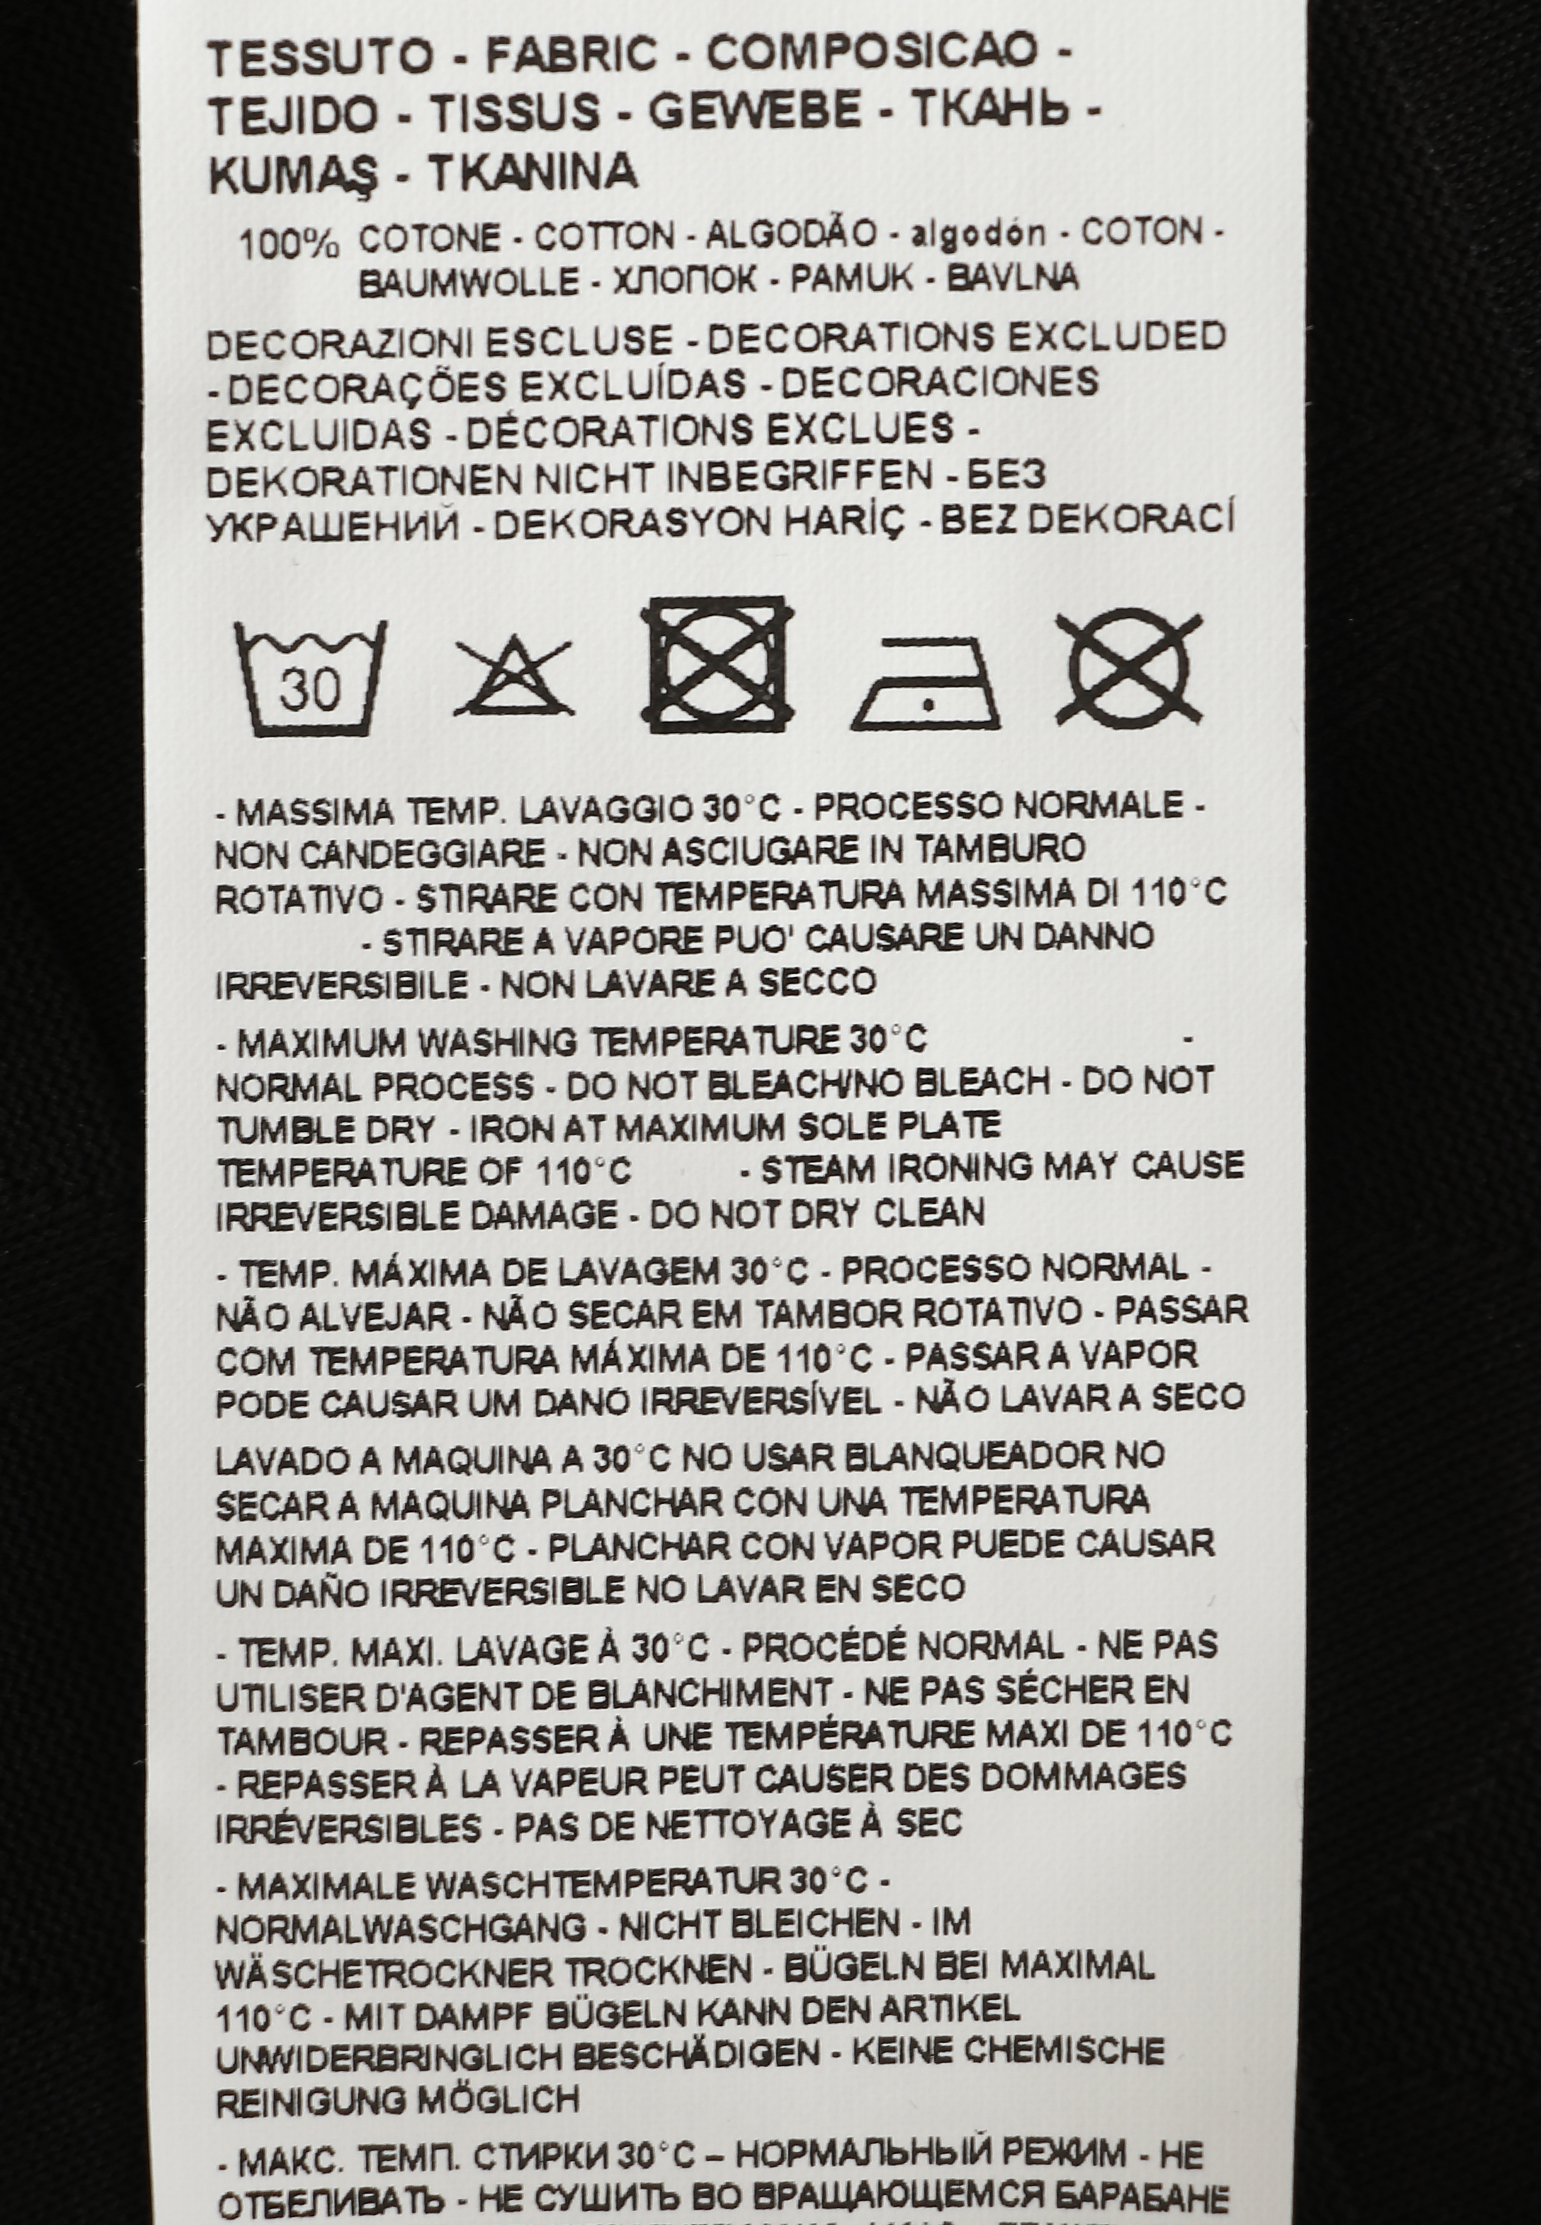 TESSUTO - FABRIC - COMPOSICAO -
TEJIDO - TISSUS - GEWEBE - ТКАНЬ -
KUMAŞ - TKANINA
100% COTONE - COTTON - ALGODÃO - algodón - COTON -
BAUMWOLLE - ХЛОПОК - PAMUK - BAVLNA
DECORAZIONI ESCLUSE - DECORATIONS EXCLUDED
- DECORAÇÕES EXCLUÍDAS - DECORACIONES
EXCLUIDAS - DÉCORATIONS EXCLUES -
DEKORATIONEN NICHT INBEGRIFFEN - БЕЗ
УКРАШЕНИЙ - DEKORASYON HARİÇ - BEZ DEKORACÍ
30
- MASSIMA TEMP. LAVAGGIO 30°C - PROCESSO NORMALE -
NON CANDEGGIARE - NON ASCIUGARE IN TAMBURO
ROTATIVO - STIRARE CON TEMPERATURA MASSIMA DI 110°C
- STIRARE A VAPORE PUO' CAUSARE UN DANNO
IRREVERSIBILE - NON LAVARE A SECCO
- MAXIMUM WASHING TEMPERATURE 30°C -
NORMAL PROCESS - DO NOT BLEACH/NO BLEACH - DO NOT
TUMBLE DRY - IRON AT MAXIMUM SOLE PLATE
TEMPERATURE OF 110°C - STEAM IRONING MAY CAUSE
IRREVERSIBLE DAMAGE - DO NOT DRY CLEAN
- TEMP. MÁXIMA DE LAVAGEM 30°C - PROCESSO NORMAL -
NÃO ALVEJAR - NÃO SECAR EM TAMBOR ROTATIVO - PASSAR
COM TEMPERATURA MÁXIMA DE 110°C - PASSAR A VAPOR
PODE CAUSAR UM DANO IRREVERSÍVEL - NÃO LAVAR A SECO
LAVADO A MAQUINA A 30°C NO USAR BLANQUEADOR NO
SECAR A MAQUINA PLANCHAR CON UNA TEMPERATURA
MAXIMA DE 110°C - PLANCHAR CON VAPOR PUEDE CAUSAR
UN DAÑO IRREVERSIBLE NO LAVAR EN SECO
- TEMP. MAXI. LAVAGE À 30°C - PROCÉDÉ NORMAL - NE PAS
UTILISER D'AGENT DE BLANCHIMENT - NE PAS SÉCHER EN
TAMBOUR - REPASSER À UNE TEMPÉRATURE MAXI DE 110°C
- REPASSER À LA VAPEUR PEUT CAUSER DES DOMMAGES
IRRÉVERSIBLES - PAS DE NETTOYAGE À SEC
- MAXIMALE WASCHTEMPERATUR 30°C -
NORMALWASCHGANG - NICHT BLEICHEN - IM
WÄSCHETROCKNER TROCKNEN - BÜGELN BEI MAXIMAL
110°C - MIT DAMPF BÜGELN KANN DEN ARTIKEL
UNWIDERBRINGLICH BESCHÄDIGEN - KEINE CHEMISCHE
REINIGUNG MÖGLICH
- МАКС. ТЕМП. СТИРКИ 30°C – НОРМАЛЬНЫЙ РЕЖИМ - НЕ
ОТБЕЛИВАТЬ - НЕ СУШИТЬ ВО ВРАЩАЮЩЕМСЯ БАРАБАНЕ